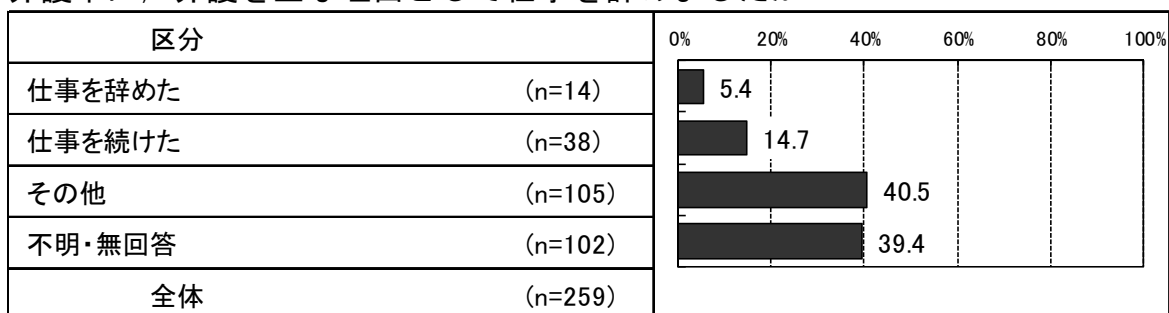 区分 0% 20% 40% 60% 80% 100%
仕事を辞めた (n=14) 5.4
仕事を続けた (n=38) 14.7
その他 (n=105) 40.5
不明・無回答 (n=102) 39.4
全体 (n=259)